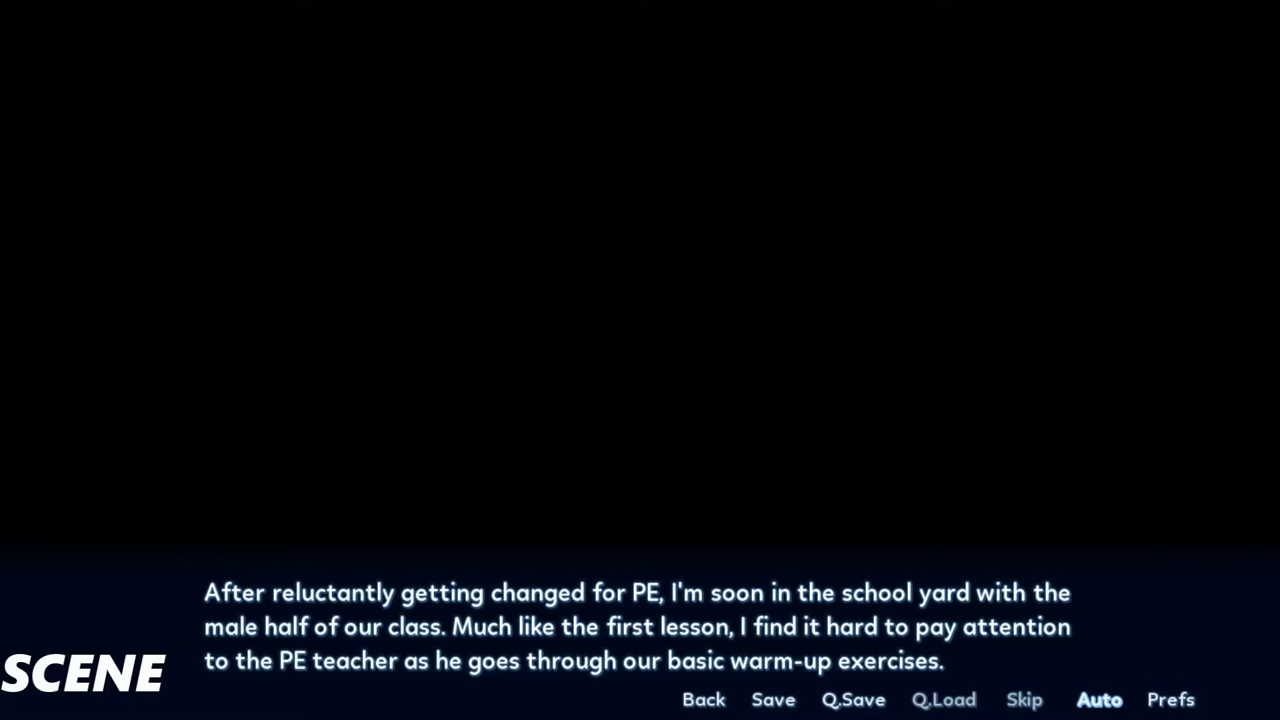 After reluctantly getting changed for PE, I'm soon in the school yard with the
male half of our class. Much like the first lesson, I find it hard to pay attention
to the PE teacher as he goes through our basic warm-up exercises.
SCENE
Back Save Q.Save Q.Load Skip Auto Prefs